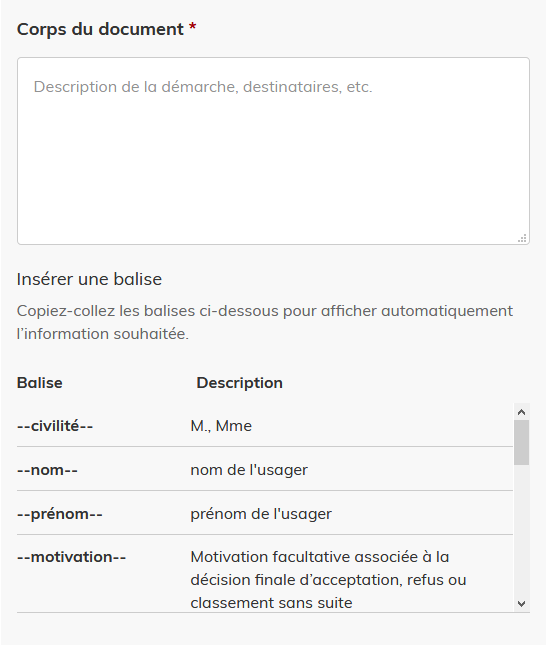 Corps du document *
Description de la démarche, destinataires, etc.
Insérer une balise
Copiez-collez les balises ci-dessous pour afficher automatiquement
l’information souhaitée.
Balise Description
--civilité-- M., Mme
--nom-- nom de l'usager
--prénom-- prénom de l'usager
--motivation-- Motivation facultative associée à la
décision finale d’acceptation, refus ou
classement sans suite